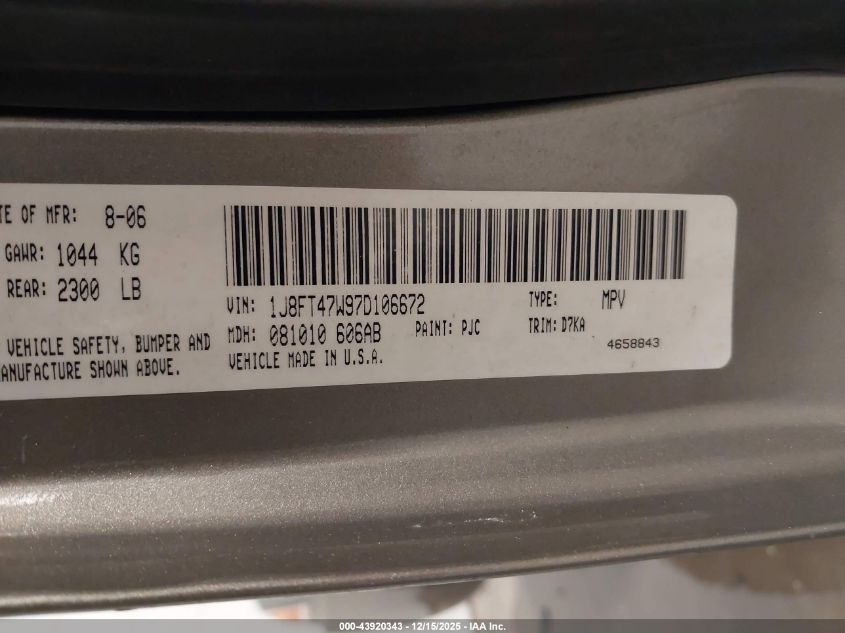 TE OF MFR: 8-06
GAWR: 1044 KG
REAR: 2300 LB
VEHICLE SAFETY, BUMPER AND
ANUFACTURE SHOWN ABOVE.
VIN: 1J8FT47W97D106672 TYPE: MPV
MDH: 081010 606AB PAINT: PJC TRIM: D7KA
VEHICLE MADE IN U.S.A. 4658843
000-43920343 - 12/15/2025 - IAA Inc.